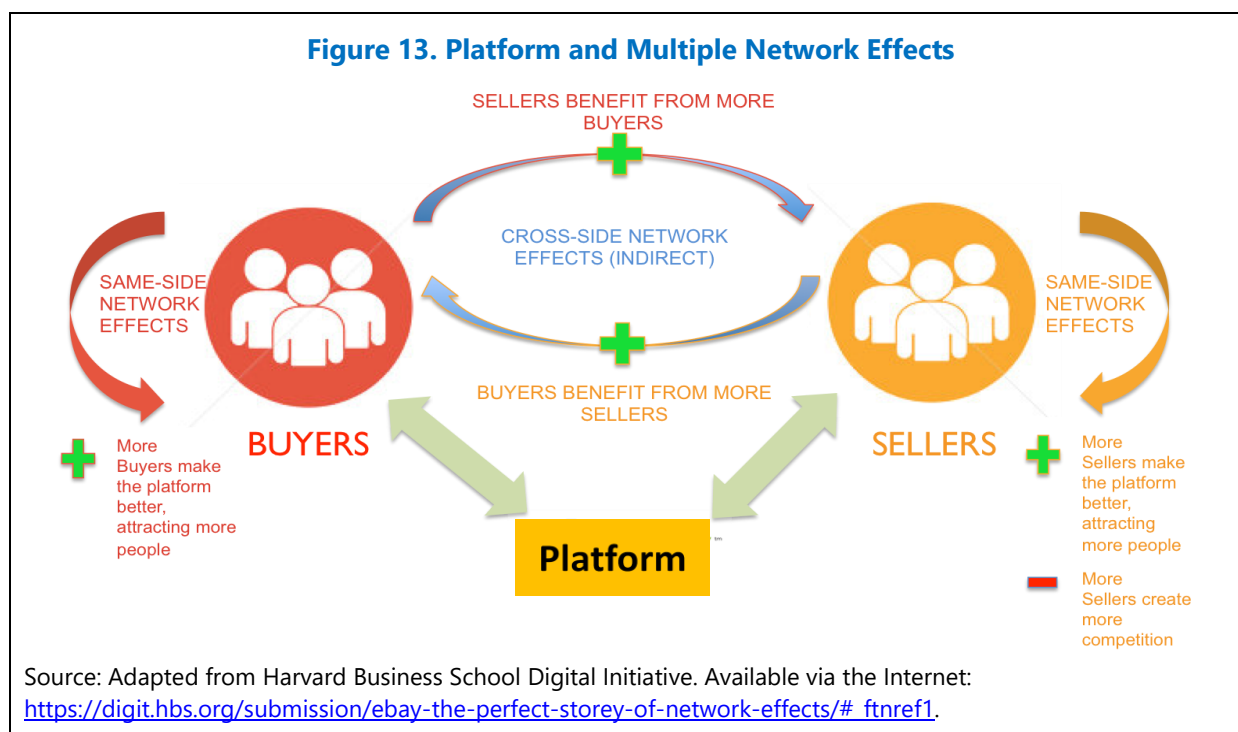 Figure 13. Platform and Multiple Network Effects
SELLERS BENEFIT FROM MORE
BUYERS
CROSS-SIDE NETWORK
EFFECTS (INDIRECT)
SAME-SIDE
NETWORK
EFFECTS
SAME-SIDE
NETWORK
EFFECTS
BUYERS BENEFIT FROM MORE
SELLERS
BUYERS
SELLERS
More
Buyers make
the platform
better,
attracting more
people
More
Sellers make
the platform
better,
attracting
more people
More
Sellers create
more
competition
Platform
tm
Source: Adapted from Harvard Business School Digital Initiative. Available via the Internet:
https://digit.hbs.org/submission/ebay-the-perfect-storey-of-network-effects/#_ftnref1.